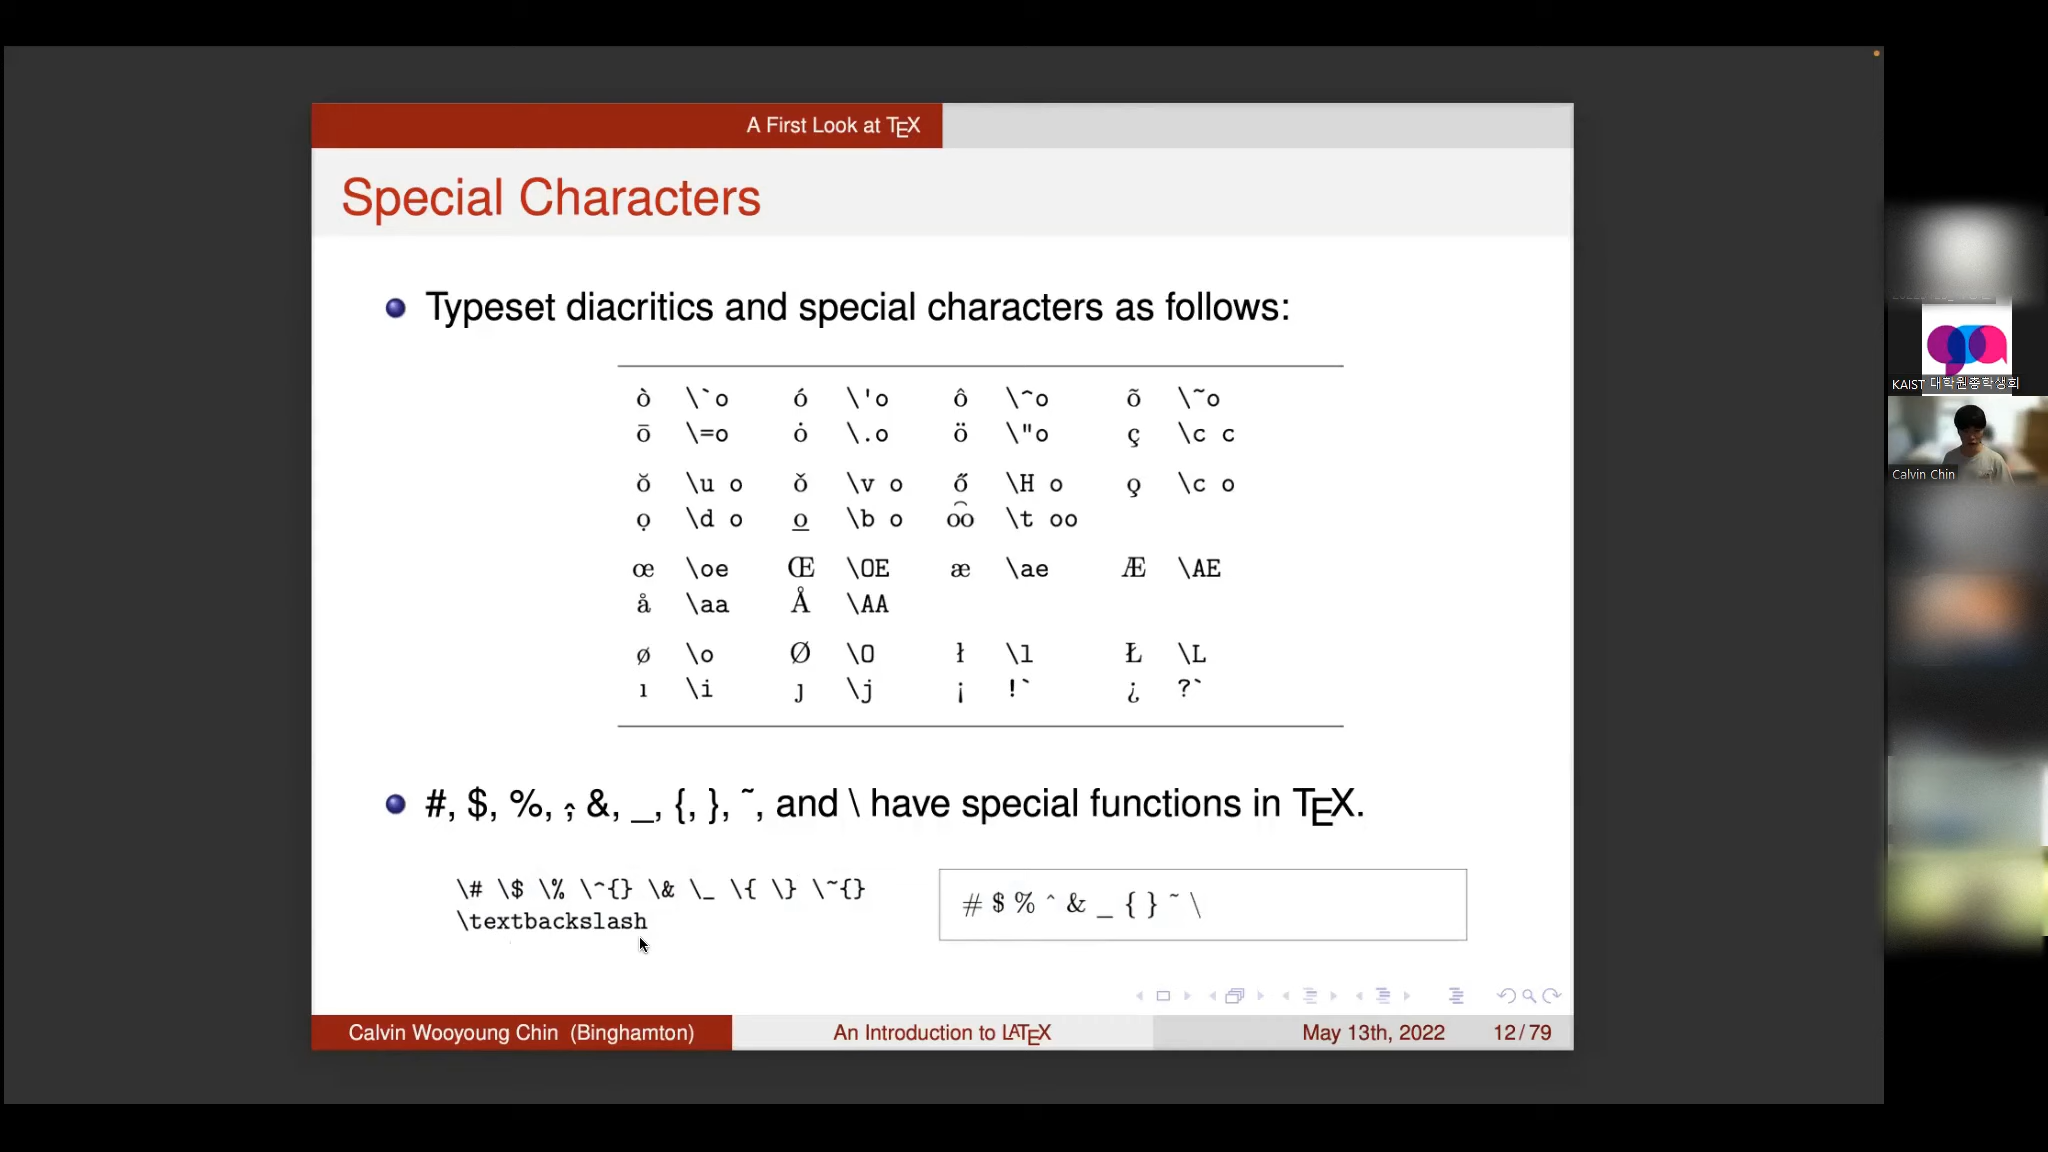 A First Look at TEX
Special Characters
Typeset diacritics and special characters as follows:
ò \`o ó \'o ô \^o õ \~o
ō \=o ȯ \.o ö \"o ç \c c
ŏ \u o ǒ \v o ő \H o o̧ \c o
ọ \d o o̲ \b o o͡o \t oo
œ \oe Œ \OE æ \ae Æ \AE
å \aa Å \AA
ø \o Ø \O ł \l Ł \L
ı \i ȷ \j ¡ !` ¿ ?`
#, $, %, ^, &, _, {, }, ~, and \ have special functions in TEX.
\# \$ \% \^{} \& \_ \{ \} \~{}
\textbackslash
# $ % ^ & _ { } ~ \
Calvin Wooyoung Chin (Binghamton) An Introduction to LATEX May 13th, 2022 12 / 79
KAIST 대학원총학생회
Calvin Chin